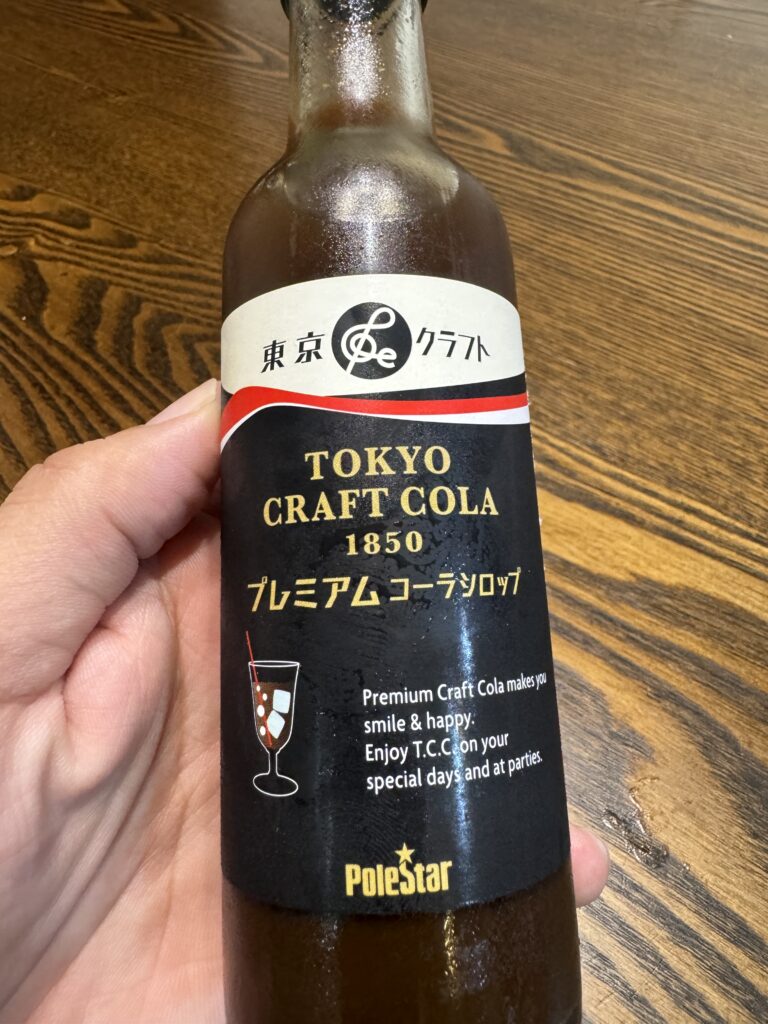 東京 クラフト
TOKYO
CRAFT COLA
1850
プレミアム コーラシロップ
Premium Craft Cola makes you
smile & happy.
Enjoy T.C.C. on your
special days and at parties.
PoleStar